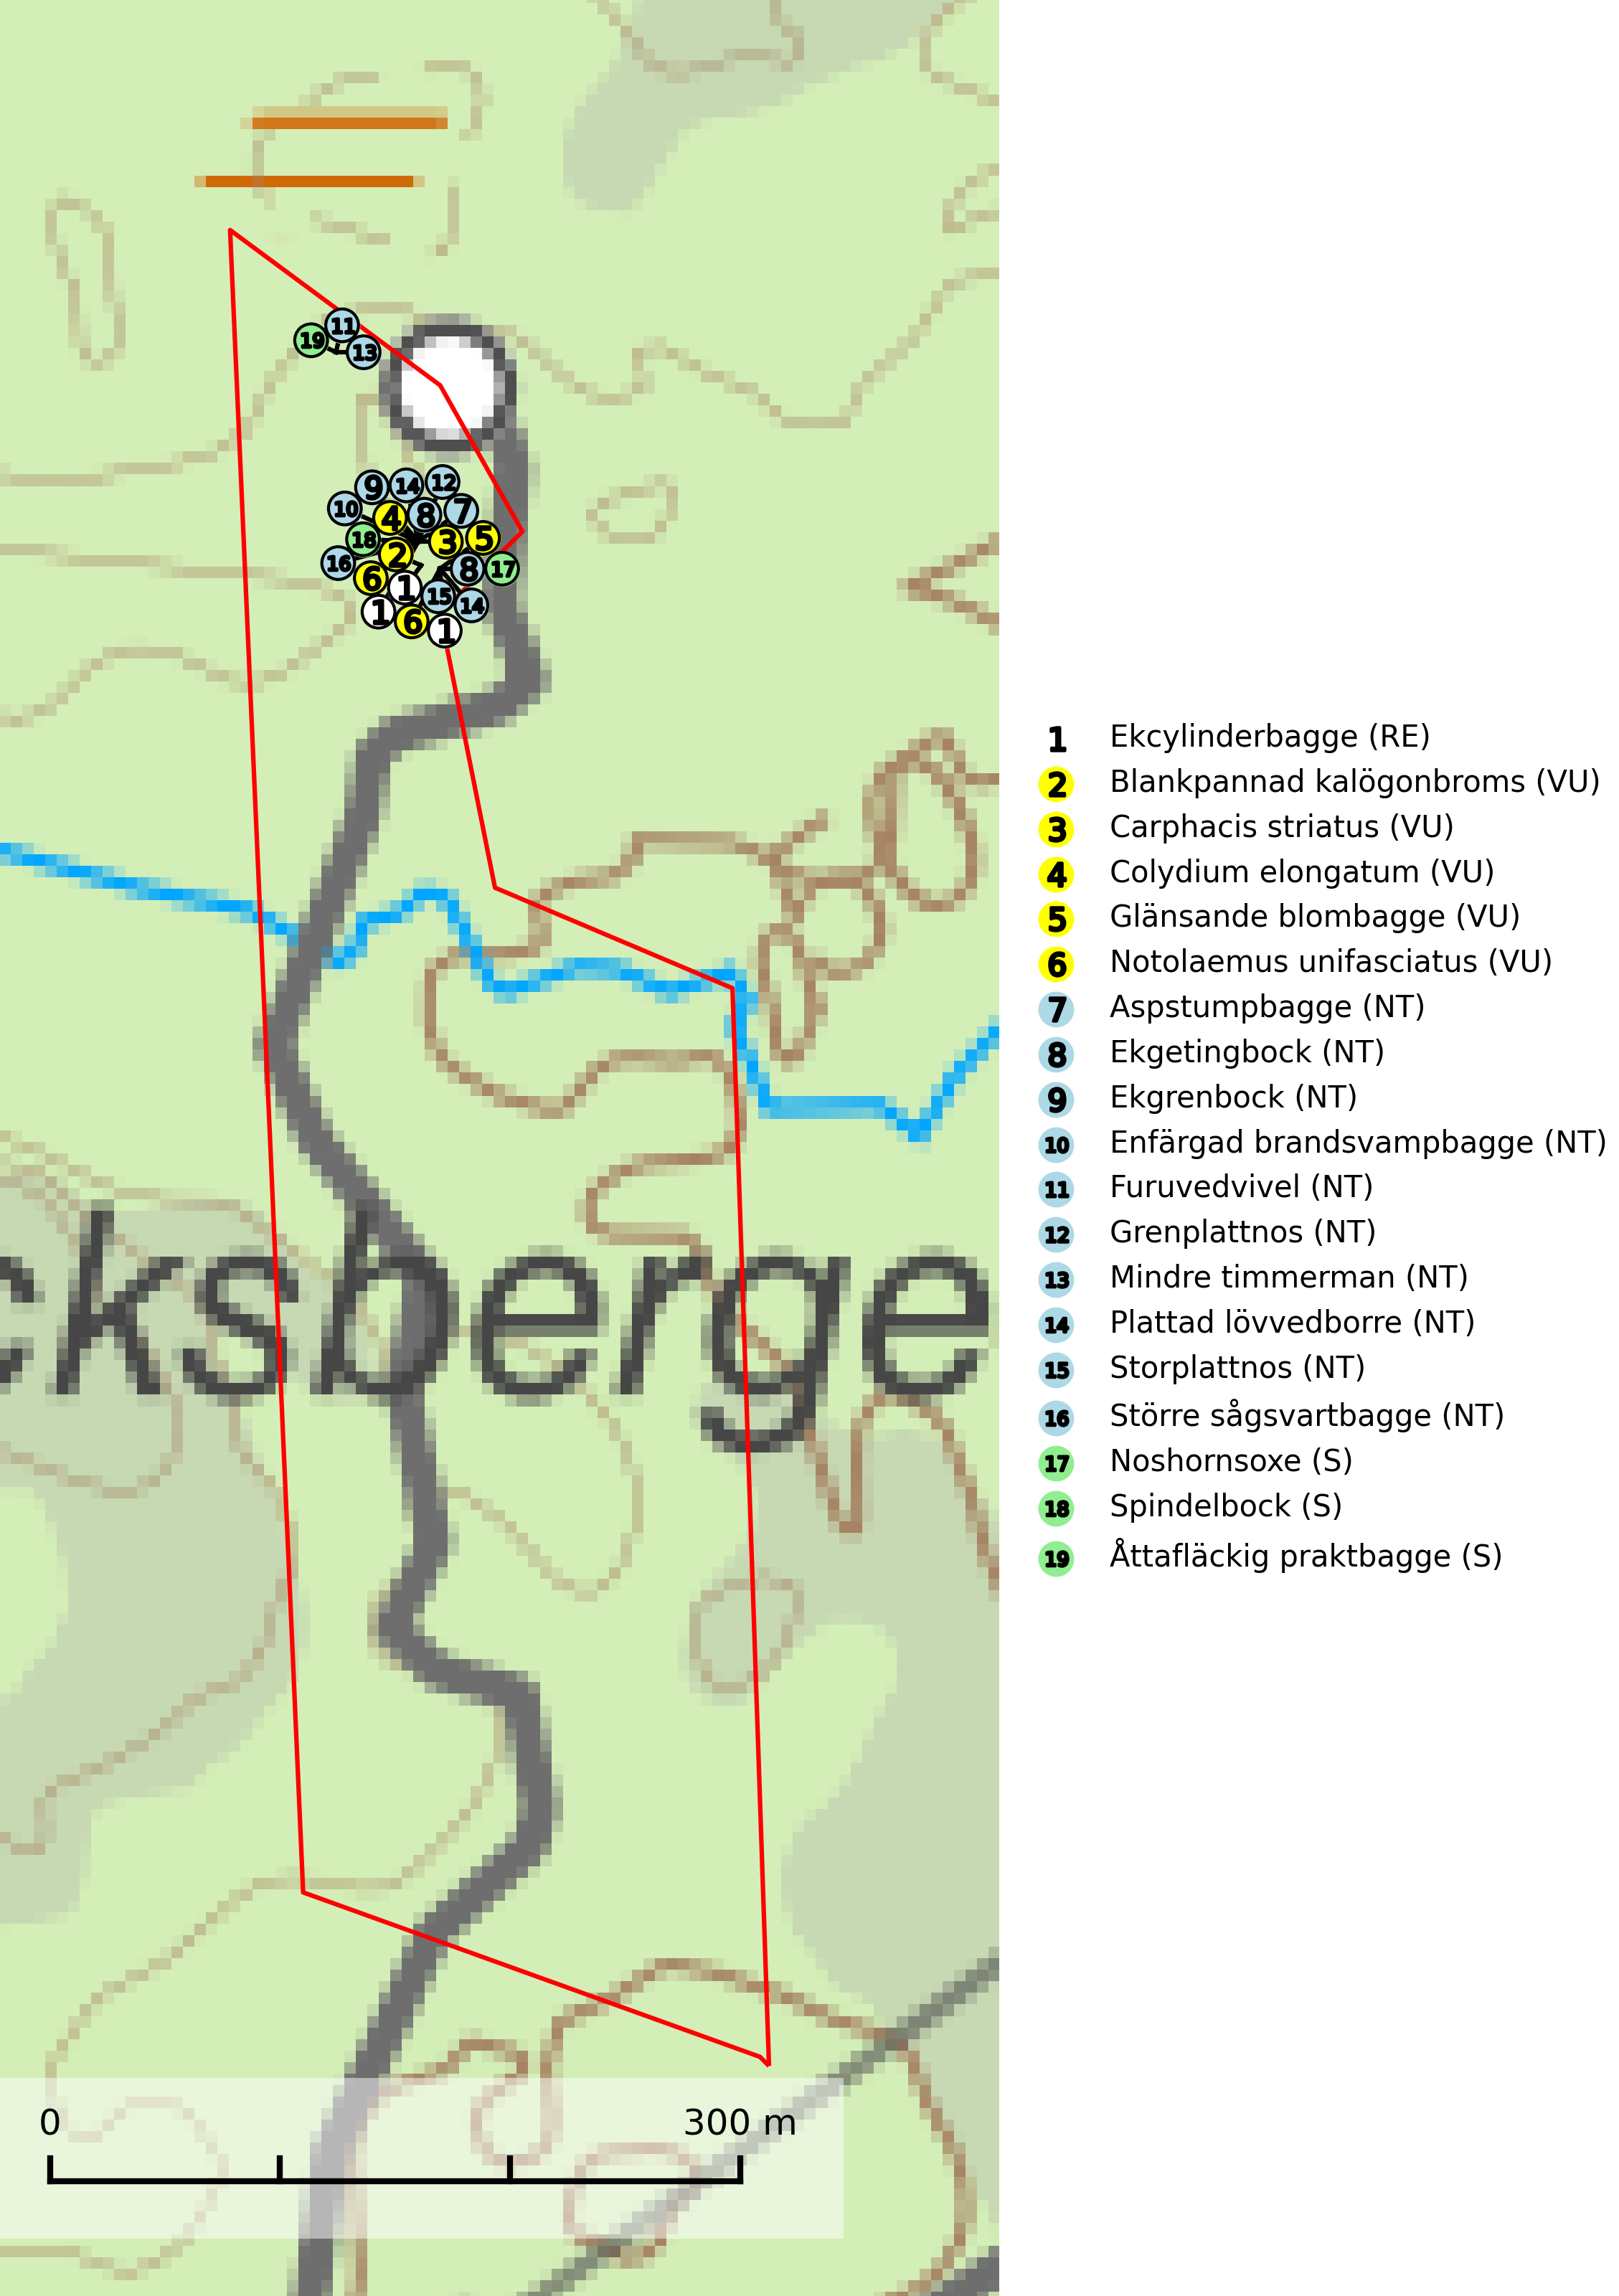 19
11
13
9
14
12
10
4
8
7
18
3
5
16
2
8
17
6
1
15
14
1
6
1
cksberge
0 300 m
1 Ekcylinderbagge (RE)
2 Blankpannad kalögonbroms (VU)
3 Carphacis striatus (VU)
4 Colydium elongatum (VU)
5 Glänsande blombagge (VU)
6 Notolaemus unifasciatus (VU)
7 Aspstumpbagge (NT)
8 Ekgetingbock (NT)
9 Ekgrenbock (NT)
10 Enfärgad brandsvampbagge (NT)
11 Furuvedvivel (NT)
12 Grenplattnos (NT)
13 Mindre timmerman (NT)
14 Plattad lövvedborre (NT)
15 Storplattnos (NT)
16 Större sågsvartbagge (NT)
17 Noshornsoxe (S)
18 Spindelbock (S)
19 Åttafläckig praktbagge (S)